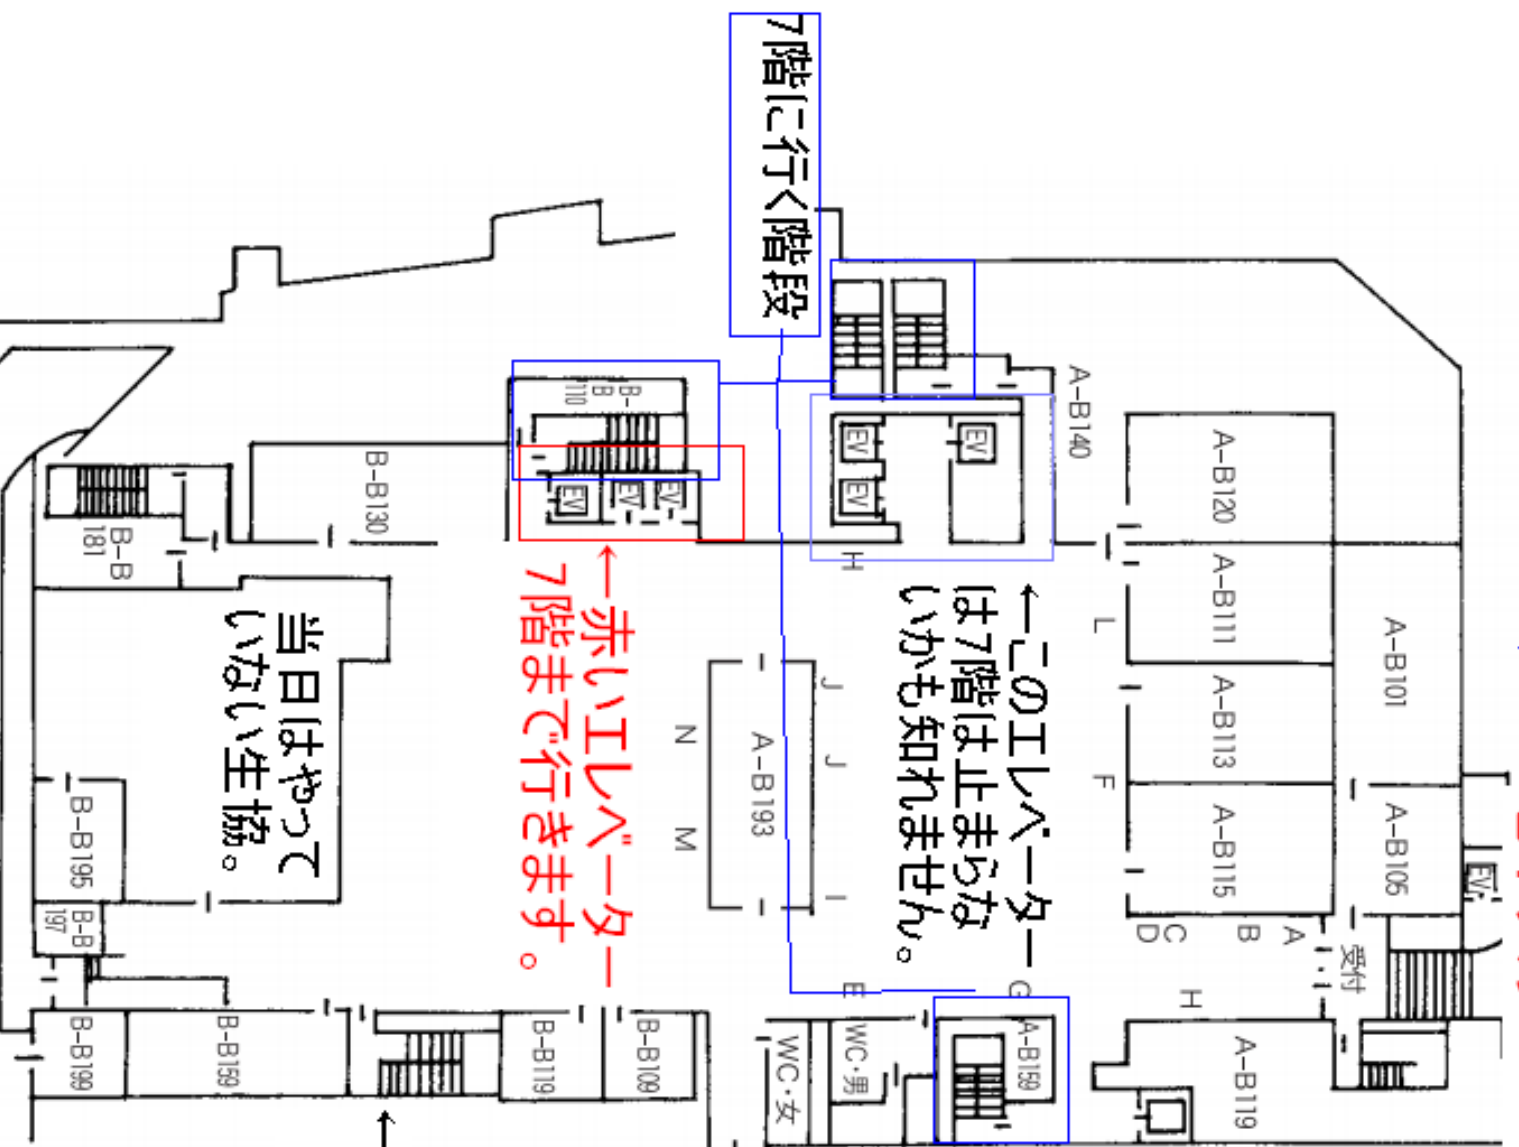 7階に行く階段
A-B140
A-B120
A-B111
A-B101
A-B113
A-B115
A-B106
EV
EV
EV
EV
EV
EV
EV
B-
B
110
B-B130
B-B
181
H
L
F
←このエレベーター
は7階は止まらな
いかも知れません。
←赤いエレベーター
7階まで行きます。
当日はやって
いない生協。
J
J
I
A-B193
N
M
B-B195
B-B
197
A
B
C
D
受付
H
G
E
B-B199
B-B159
B-B119
B-B109
WC・女
WC・男
A-B159
A-B119